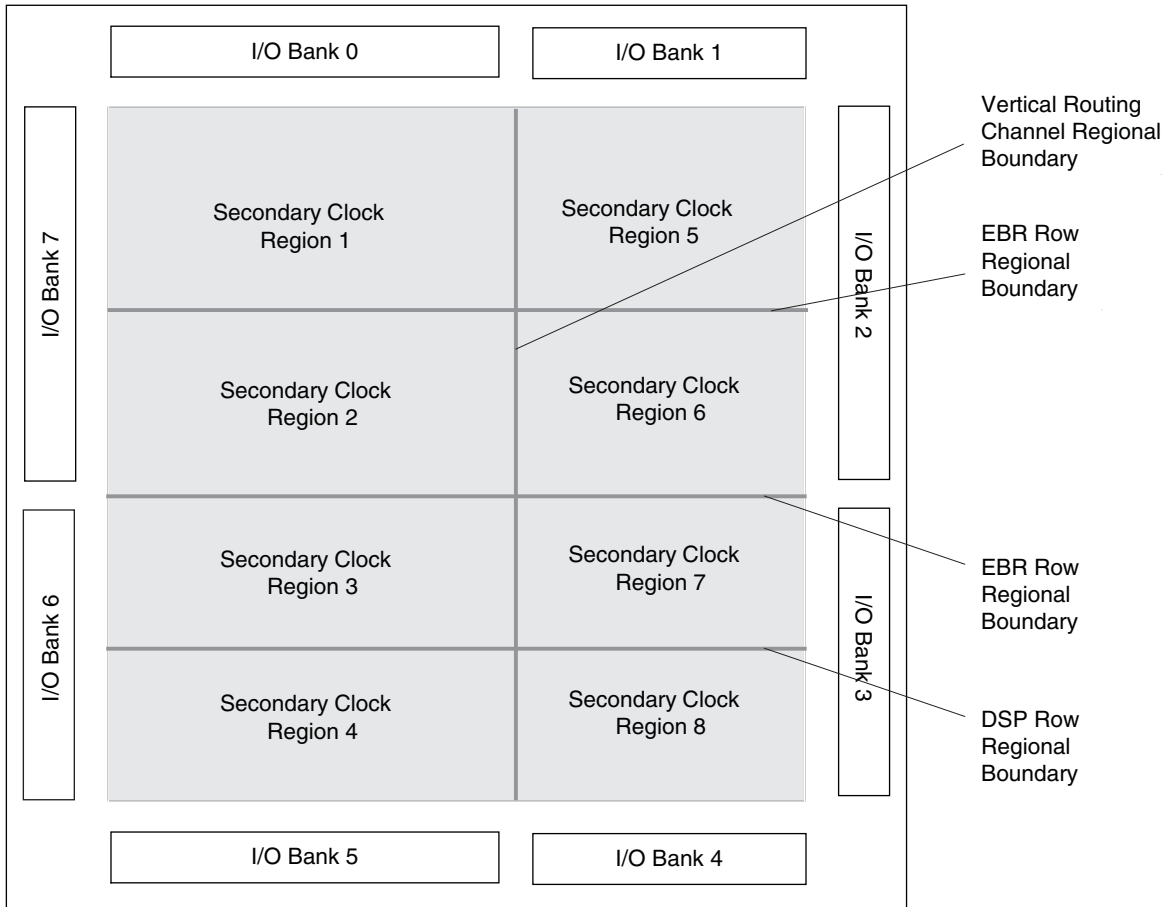 I/O Bank 0
I/O Bank 1
Vertical Routing
Channel Regional
Boundary
I/O Bank 7
Secondary Clock
Region 1
Secondary Clock
Region 5
I/O Bank 2
EBR Row
Regional
Boundary
Secondary Clock
Region 2
Secondary Clock
Region 6
I/O Bank 6
Secondary Clock
Region 3
Secondary Clock
Region 7
I/O Bank 3
EBR Row
Regional
Boundary
Secondary Clock
Region 4
Secondary Clock
Region 8
DSP Row
Regional
Boundary
I/O Bank 5
I/O Bank 4